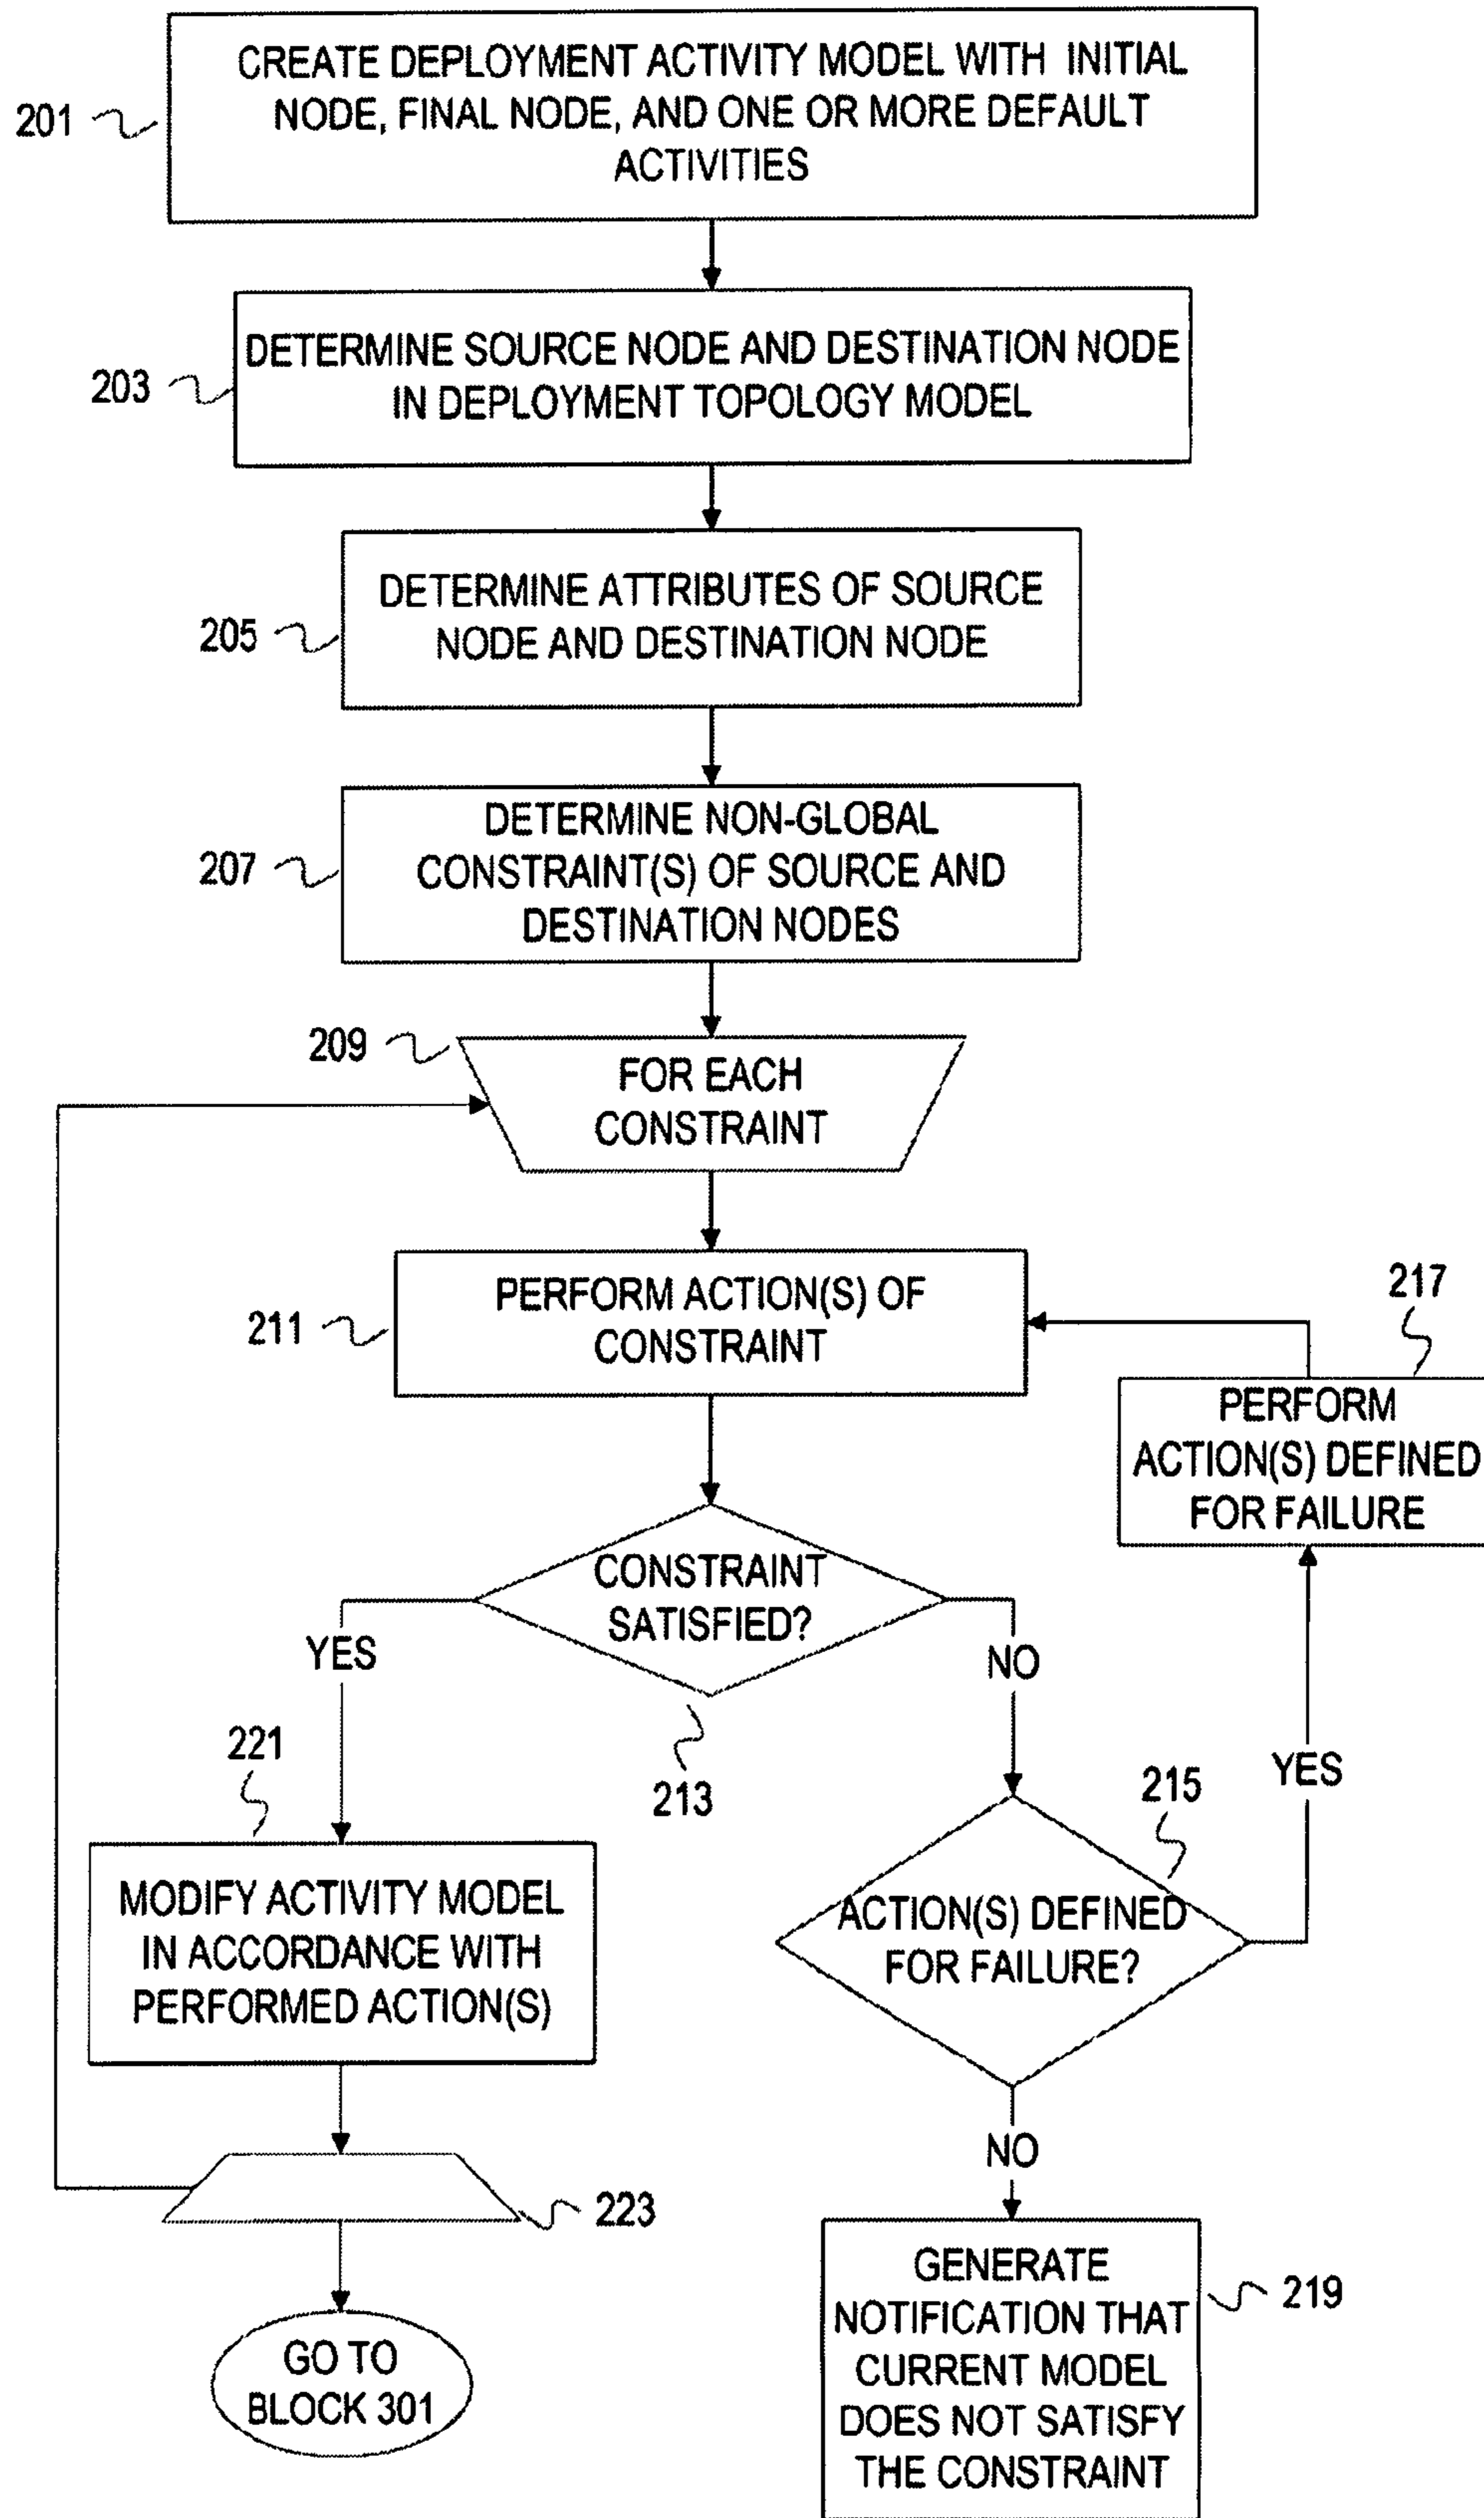 CREATE DEPLOYMENT ACTIVITY MODEL WITH INITIAL
NODE, FINAL NODE, AND ONE OR MORE DEFAULT
ACTIVITIES
201
DETERMINE SOURCE NODE AND DESTINATION NODE
IN DEPLOYMENT TOPOLOGY MODEL
203
DETERMINE ATTRIBUTES OF SOURCE
NODE AND DESTINATION NODE
205
DETERMINE NON-GLOBAL
CONSTRAINT(S) OF SOURCE AND
DESTINATION NODES
207
209
FOR EACH
CONSTRAINT
PERFORM ACTION(S) OF
CONSTRAINT
211
217
PERFORM
ACTION(S) DEFINED
FOR FAILURE
CONSTRAINT
SATISFIED?
YES
NO
213
221
215
YES
MODIFY ACTIVITY MODEL
IN ACCORDANCE WITH
PERFORMED ACTION(S)
ACTION(S) DEFINED
FOR FAILURE?
NO
223
GO TO
BLOCK 301
GENERATE
NOTIFICATION THAT
CURRENT MODEL
DOES NOT SATISFY
THE CONSTRAINT
219